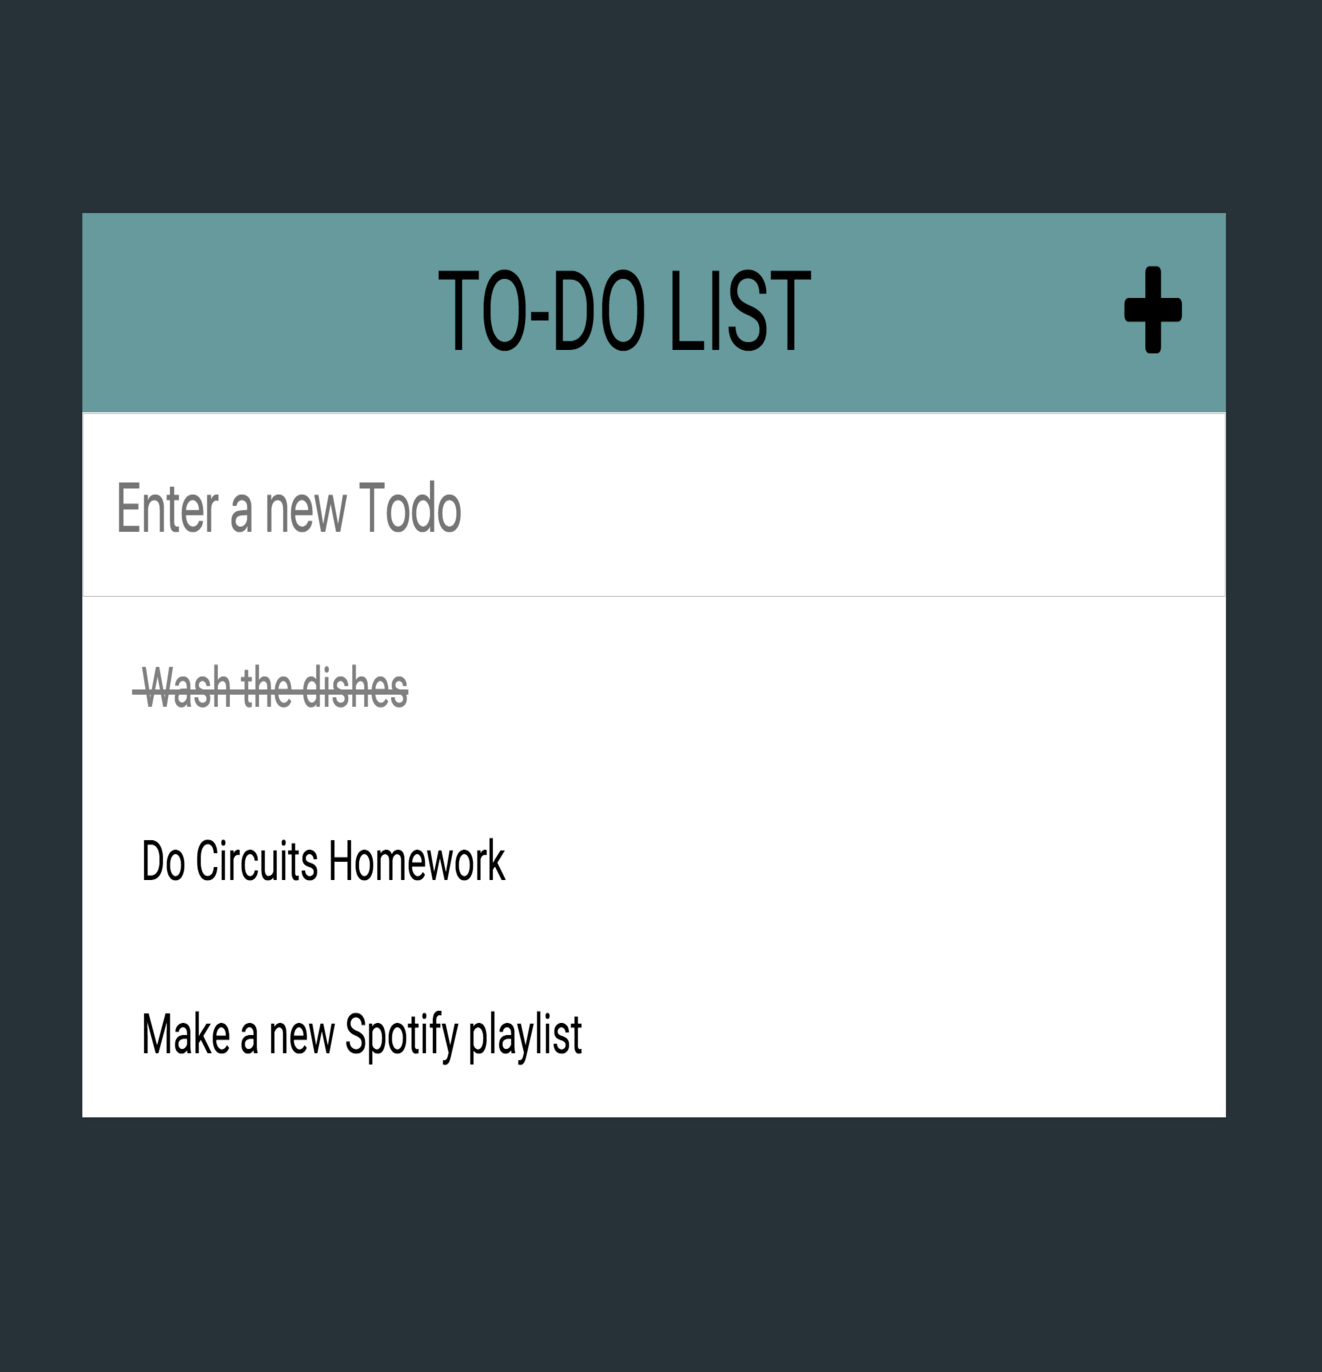 TO-DO LIST
Enter a new Todo
Wash the dishes
Do Circuits Homework
Make a new Spotify playlist